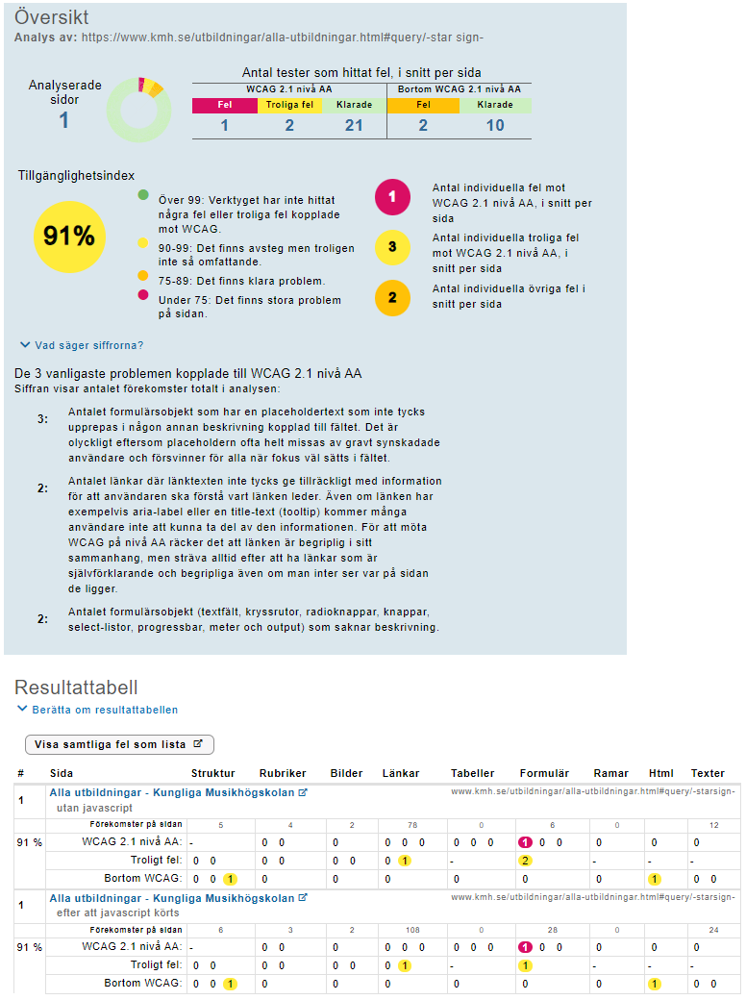 Översikt
Analys av: https://www.kmh.se/utbildningar/alla-utbildningar.html#query/-star sign-
Analyserade
sidor
1
Antal tester som hittat fel, i snitt per sida
WCAG 2.1 nivå AA Bortom WCAG 2.1 nivå AA
Fel Troliga fel Klarade Fel Klarade
1 2 21 2 10
Tillgänglighetsindex
91%
Över 99: Verktyget har inte hittat
några fel eller troliga fel kopplade
mot WCAG.
90-99: Det finns avsteg men troligen
inte så omfattande.
75-89: Det finns klara problem.
Under 75: Det finns stora problem
på sidan.
1
Antal individuella fel mot
WCAG 2.1 nivå AA, i snitt per
sida
3
Antal individuella troliga fel
mot WCAG 2.1 nivå AA, i
snitt per sida
2
Antal individuella övriga fel i
snitt per sida
Vad säger siffrorna?
De 3 vanligaste problemen kopplade till WCAG 2.1 nivå AA
Siffran visar antalet förekomster totalt i analysen:
3: Antalet formulärsobjekt som har en placeholdertext som inte tycks
upprepas i någon annan beskrivning kopplad till fältet. Det är
olyckligt eftersom placeholdern ofta helt missas av gravt synskadade
användare och försvinner för alla när fokus väl sätts i fältet.
2: Antalet länkar där länktexten inte tycks ge tillräckligt med information
för att användaren ska förstå vart länken leder. Även om länken har
exempelvis aria-label eller en title-text (tooltip) kommer många
användare inte att kunna ta del av den informationen. För att möta
WCAG på nivå AA räcker det att länken är begriplig i sitt
sammanhang, men sträva alltid efter att ha länkar som är
självförklarande och begripliga även om man inter ser var på sidan
de ligger.
2: Antalet formulärsobjekt (textfält, kryssrutor, radioknappar, knappar,
select-listor, progressbar, meter och output) som saknar beskrivning.
Resultattabell
Berätta om resultattabellen
Visa samtliga fel som lista
# Sida Struktur Rubriker Bilder Länkar Tabeller Formulär Ramar Html Texter
1 Alla utbildningar - Kungliga Musikhögskolan www.kmh.se/utbildningar/alla-utbildningar.html#query/-starsign-
utan javascript
Förekomster på sidan 5 4 2 78 0 6 0 12
91 % WCAG 2.1 nivå AA: - 0 0 0 0 0 0 0 0 0 1 0 0 0 0 0
Troligt fel: 0 0 0 0 0 0 0 1 - 2 - - -
Bortom WCAG: 0 0 1 0 0 0 0 0 0 1 0 0
1 Alla utbildningar - Kungliga Musikhögskolan www.kmh.se/utbildningar/alla-utbildningar.html#query/-starsign-
efter att javascript körts
Förekomster på sidan 6 3 2 108 0 28 0 24
91 % WCAG 2.1 nivå AA: - 0 0 0 0 0 0 0 0 0 1 0 0 0 0 0
Troligt fel: 0 0 0 0 0 0 0 1 - 1 - - -
Bortom WCAG: 0 0 1 0 0 0 0 0 0 1 0 0